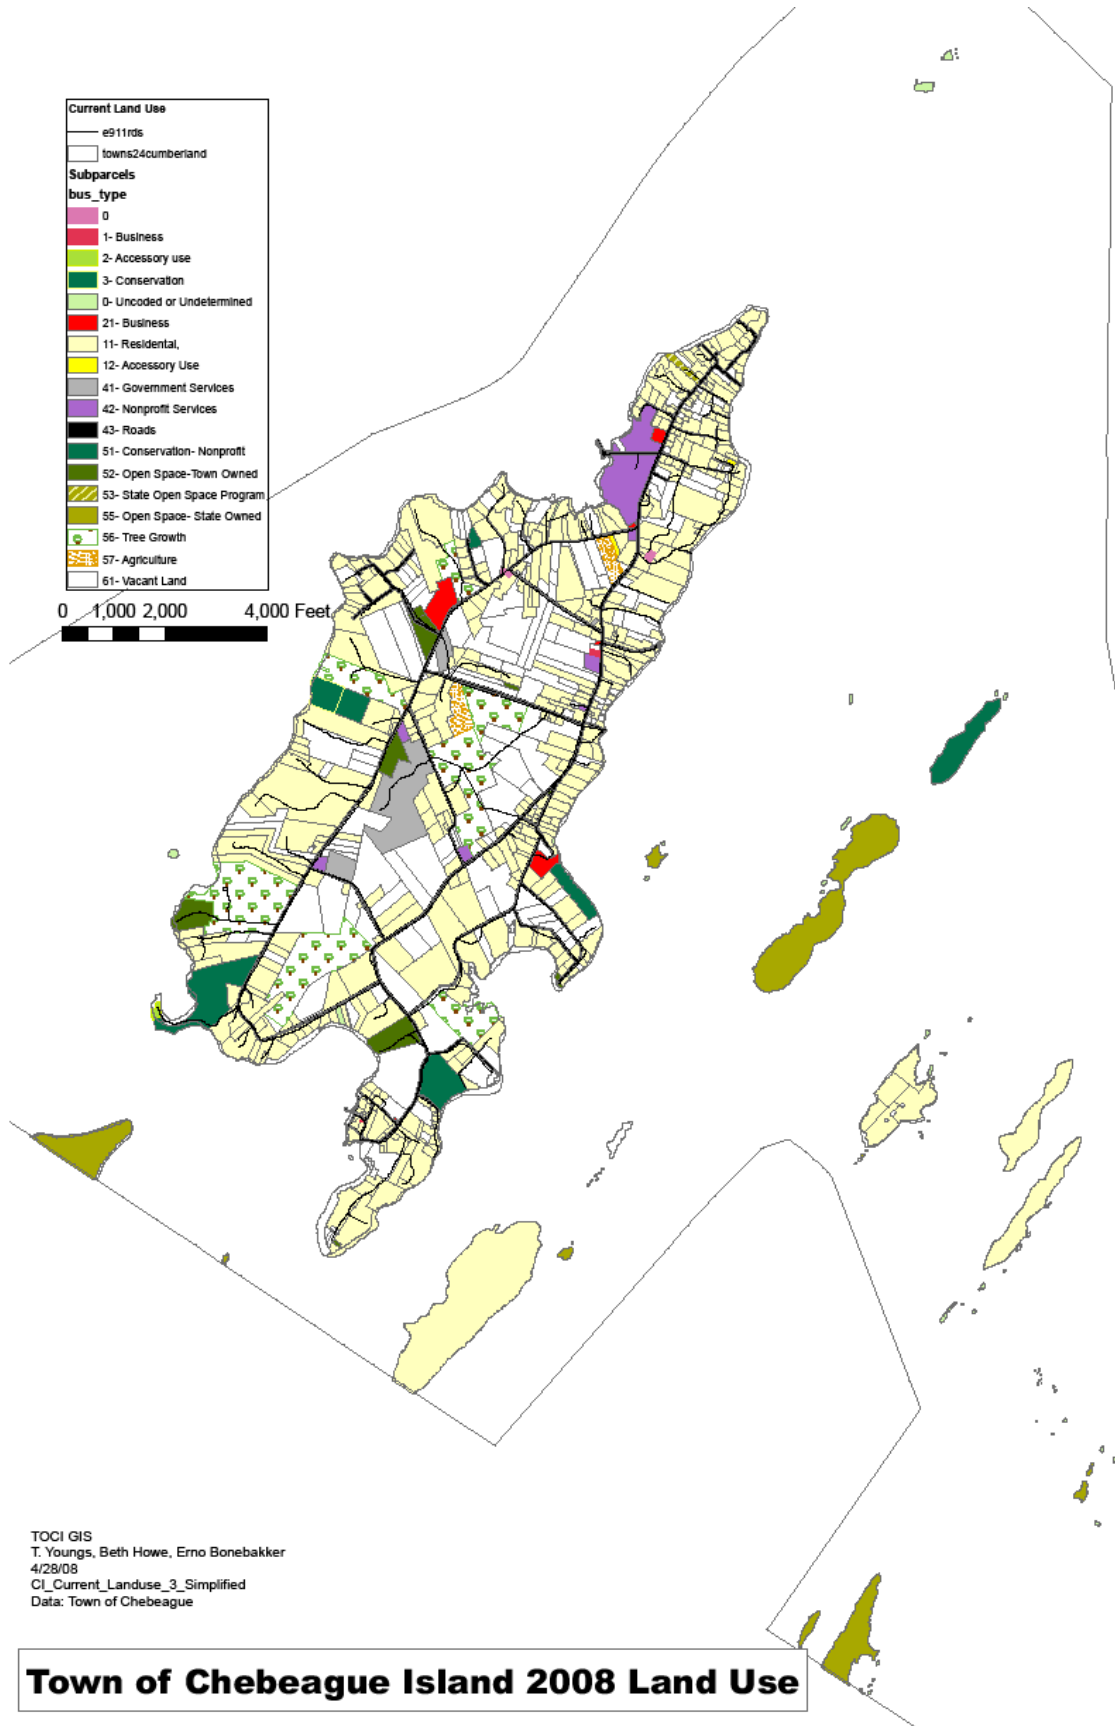 Current Land Use
e911rds
towns24cumberland
Subparcels
bus_type
0
1- Business
2- Accessory use
3- Conservation
0- Uncoded or Undetermined
21- Business
11- Residental,
12- Accessory Use
41- Government Services
42- Nonprofit Services
43- Roads
51- Conservation- Nonprofit
52- Open Space-Town Owned
53- State Open Space Program
55- Open Space- State Owned
56- Tree Growth
57- Agriculture
61- Vacant Land
0 1,000 2,000 4,000 Feet
TOCI GIS
T. Youngs, Beth Howe, Erno Bonebakker
4/28/08
CI_Current_Landuse_3_Simplified
Data: Town of Chebeague
Town of Chebeague Island 2008 Land Use